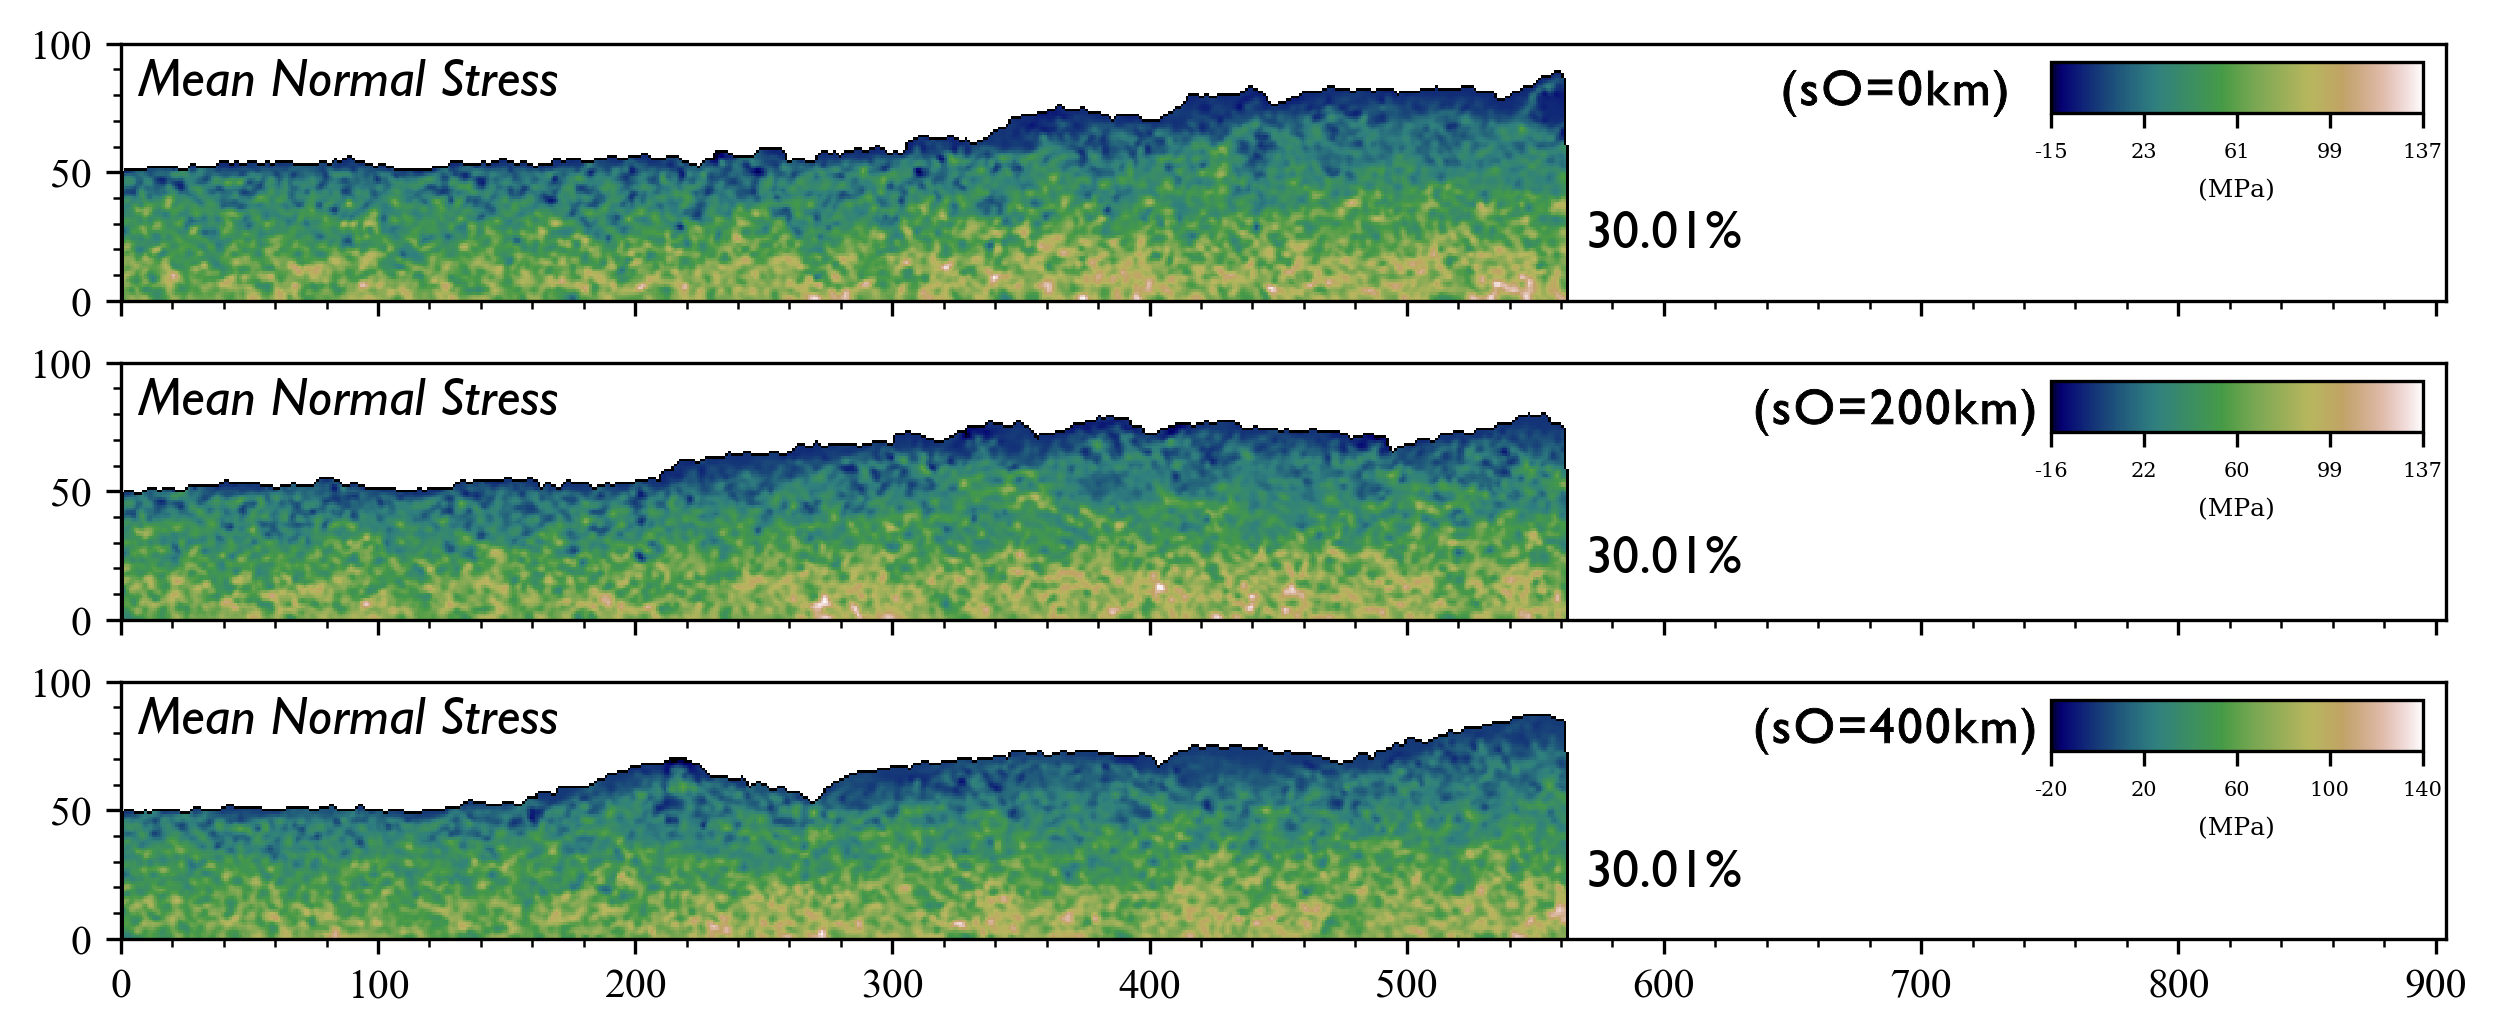 100
Mean Normal Stress
(sO=0km)
50
-15 23 61 99 137
(MPa)
30.01%
0
100
Mean Normal Stress
(sO=200km)
50
-16 22 60 99 137
(MPa)
30.01%
0
100
Mean Normal Stress
(sO=400km)
50
-20 20 60 100 140
(MPa)
30.01%
0
0 100 200 300 400 500 600 700 800 900